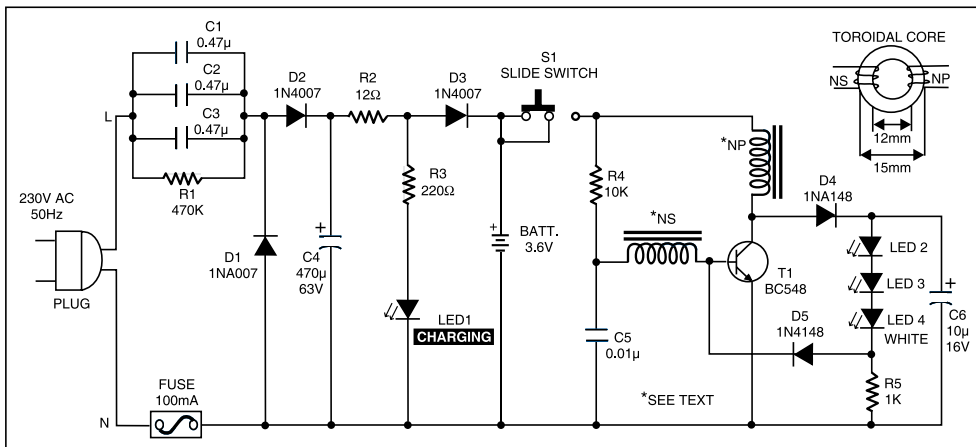 C1
0.47µ
C2
0.47µ
C3
0.47µ
L
R1
470K
230V AC
50Hz
PLUG
N
FUSE
100mA
D2
1N4007
D1
1NA007
R2
12Ω
+
C4
470µ
63V
D3
1N4007
R3
220Ω
LED1
CHARGING
S1
SLIDE SWITCH
+
BATT.
3.6V
R4
10K
*NS
C5
0.01µ
*NP
T1
BC548
D4
1NA148
D5
1N4148
LED 2
LED 3
LED 4
WHITE
+
C6
10µ
16V
R5
1K
*SEE TEXT
TOROIDAL CORE
NS
NP
12mm
15mm